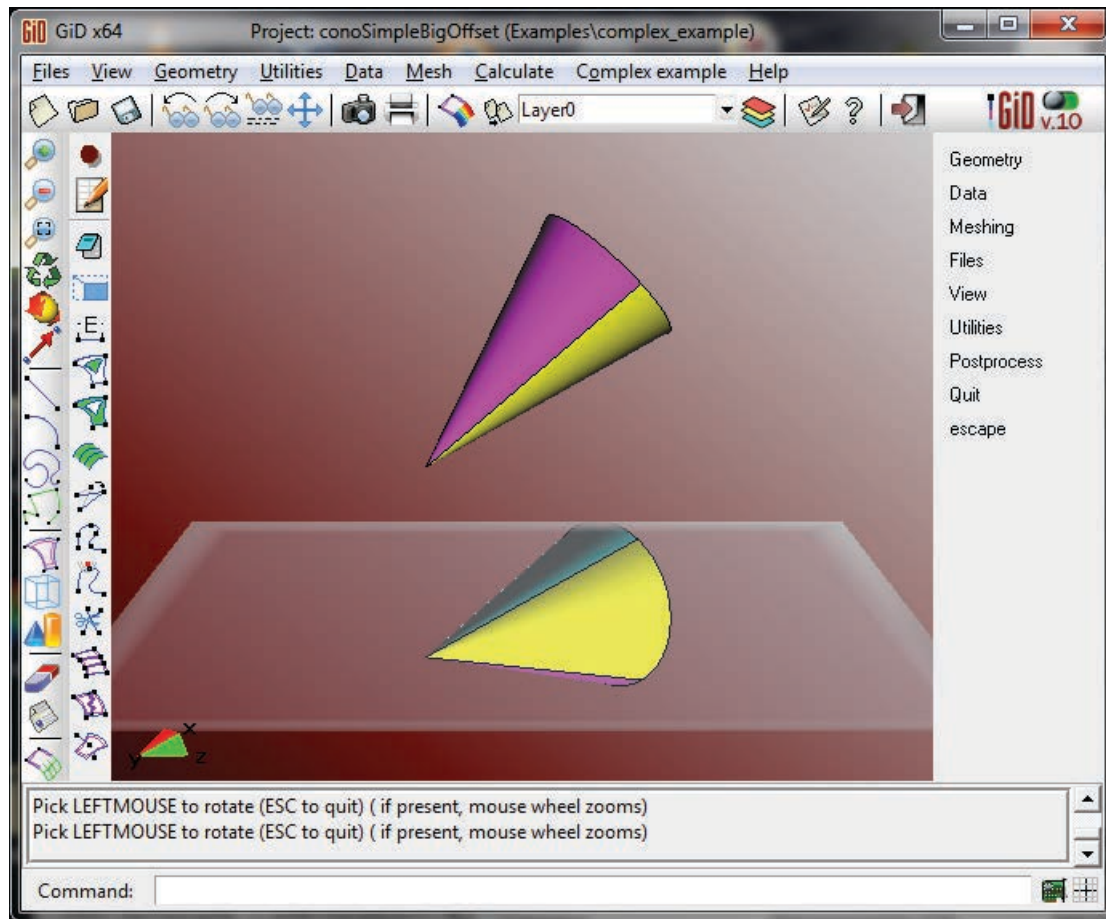 GiD GiD x64 Project: conoSimpleBigOffset (Examples\complex_example)
Files View Geometry Utilities Data Mesh Calculate Complex example Help
Layer0 ? GiD v.10
Geometry
Data
Meshing
Files
View
Utilities
Postprocess
Quit
escape
E
x
y z
Pick LEFTMOUSE to rotate (ESC to quit) ( if present, mouse wheel zooms)
Pick LEFTMOUSE to rotate (ESC to quit) ( if present, mouse wheel zooms)
Command: